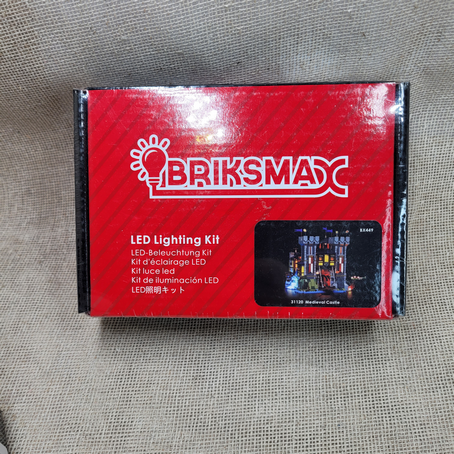 BRIKSMAX
LED Lighting Kit
LED-Beleuchtung Kit
Kit d'éclairage LED
Kit luce led
Kit de iluminación LED
LED照明キット
BX449
31120 Medieval Castle